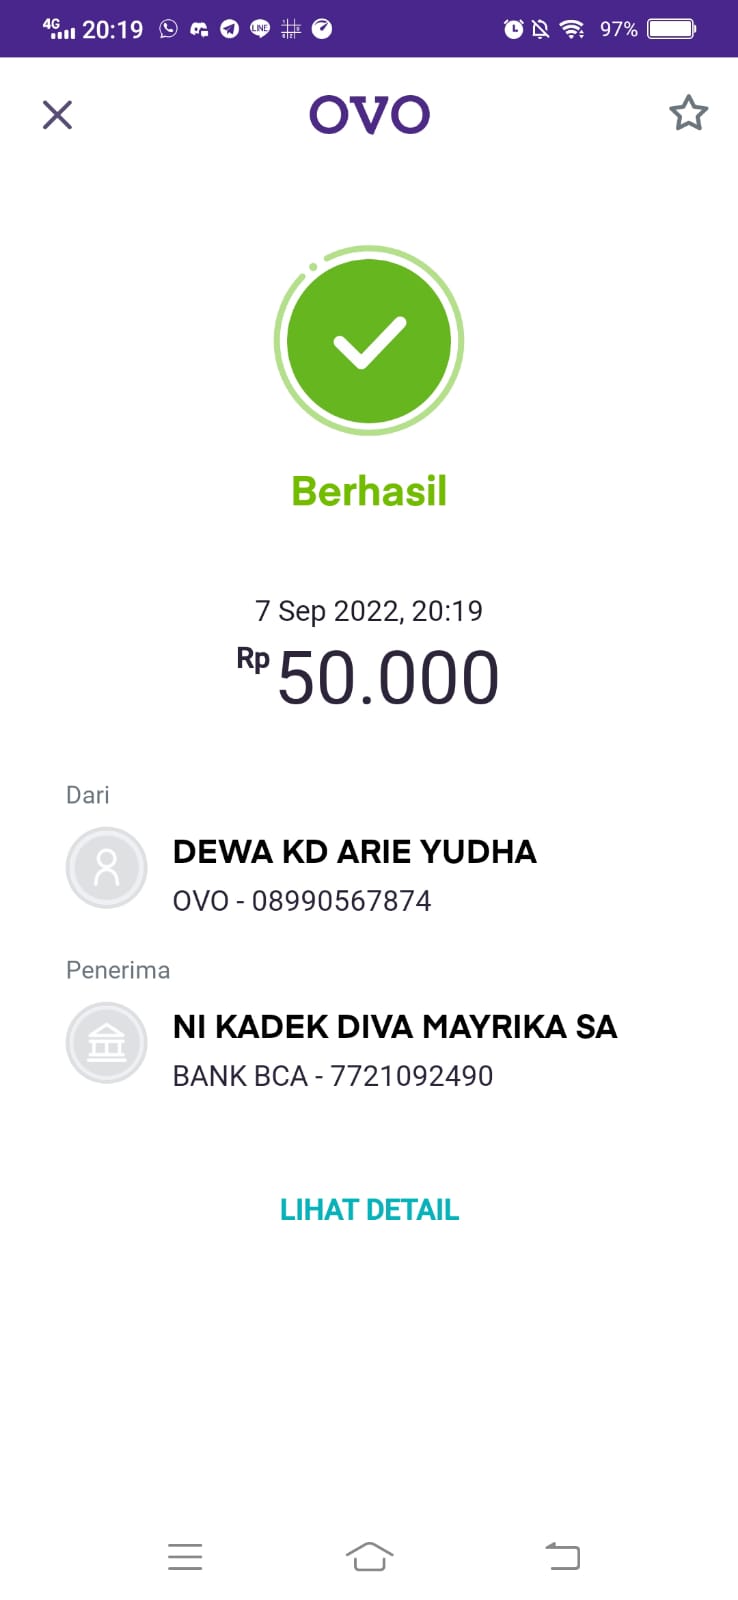 4G 20:19 LINE 97%
OVO
Berhasil
7 Sep 2022, 20:19
Rp 50.000
Dari
DEWA KD ARIE YUDHA
OVO - 08990567874
Penerima
NI KADEK DIVA MAYRIKA SA
BANK BCA - 7721092490
LIHAT DETAIL